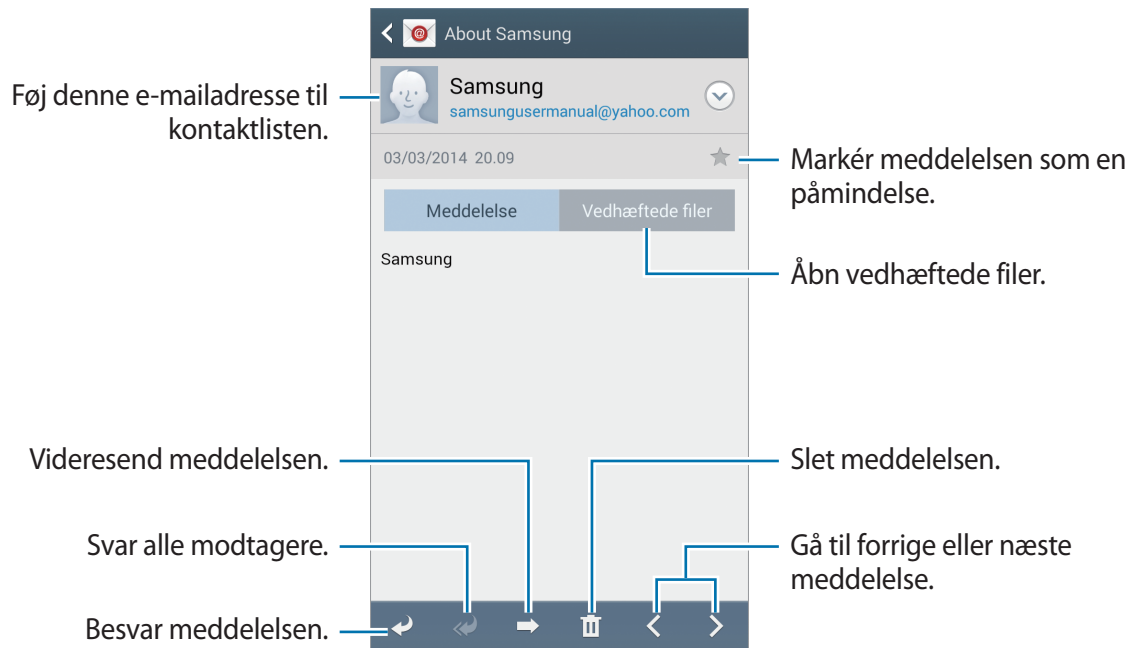 About Samsung
Føj denne e-mailadresse til
kontaktlisten.
Samsung
samsungusermanual@yahoo.com
03/03/2014 20.09
Markér meddelelsen som en
påmindelse.
Meddelelse
Vedhæftede filer
Samsung
Åbn vedhæftede filer.
Videresend meddelelsen.
Slet meddelelsen.
Svar alle modtagere.
Gå til forrige eller næste
meddelelse.
Besvar meddelelsen.